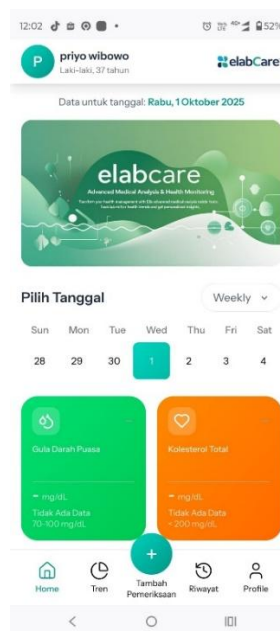 12:02
52%
P
priyo wibowo
Laki-laki, 37 tahun
elabCare
Data untuk tanggal: Rabu, 1 Oktober 2025
elabcare
Advanced Medical Analysis & Health Monitoring
Pilih Tanggal
Weekly
Sun Mon Tue Wed Thu Fri Sat
28 29 30 1 2 3 4
Gula Darah Puasa
Kolesterol Total
- mg/dL
- mg/dL
Tidak Ada Data
Tidak Ada Data
70-100 mg/dL
- 200 mg/dL
Home
Tren
Tambah
Pemeriksaan
Riwayat
Profile